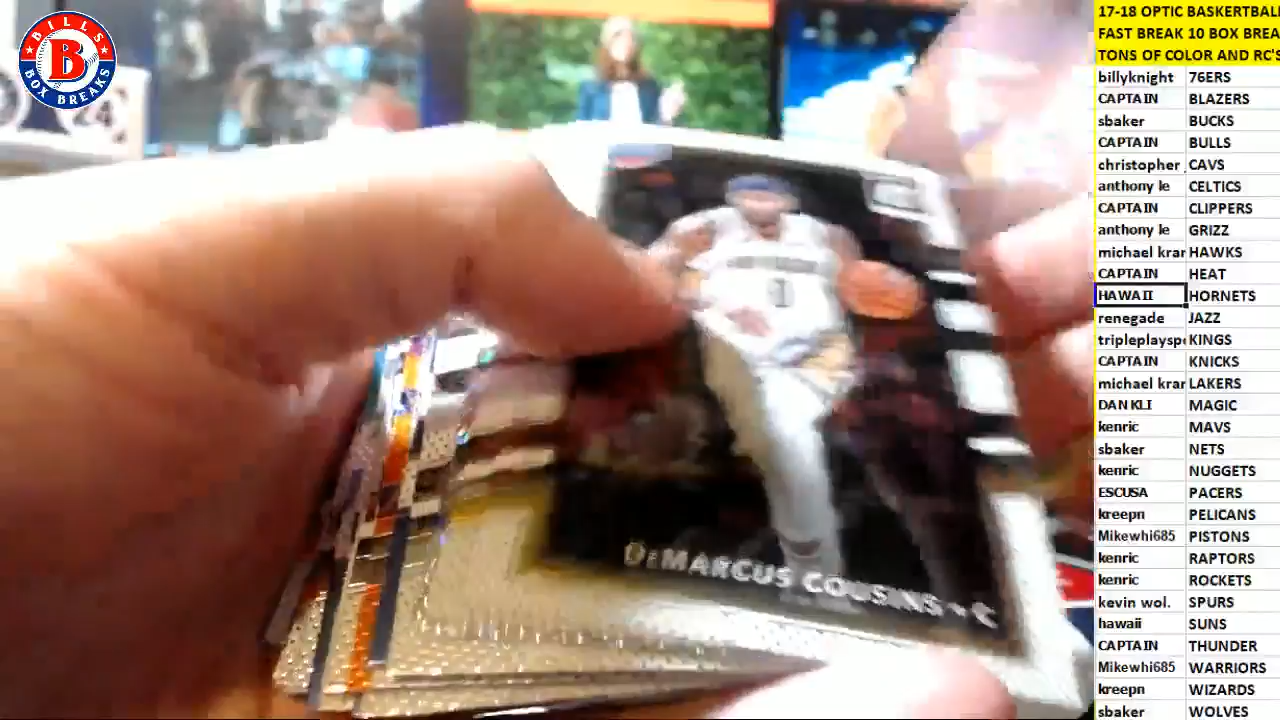 BILLS
B
BOX BREAKS
24
DEMARCUS COUSINS • C
17-18 OPTIC BASKERTBALL
FAST BREAK 10 BOX BREA
TONS OF COLOR AND RC'S
billyknight 76ERS
CAPTAIN BLAZERS
sbaker BUCKS
CAPTAIN BULLS
christopher CAVS
anthony le CELTICS
CAPTAIN CLIPPERS
anthony le GRIZZ
michael krar HAWKS
CAPTAIN HEAT
HAWAII HORNETS
renegade JAZZ
tripleplayspo KINGS
CAPTAIN KNICKS
michael krar LAKERS
DAN KLI MAGIC
kenric MAVS
sbaker NETS
kenric NUGGETS
ESCUSA PACERS
kreepn PELICANS
Mikewhi685 PISTONS
kenric RAPTORS
kenric ROCKETS
kevin wol. SPURS
hawaii SUNS
CAPTAIN THUNDER
Mikewhi685 WARRIORS
kreepn WIZARDS
sbaker WOLVES